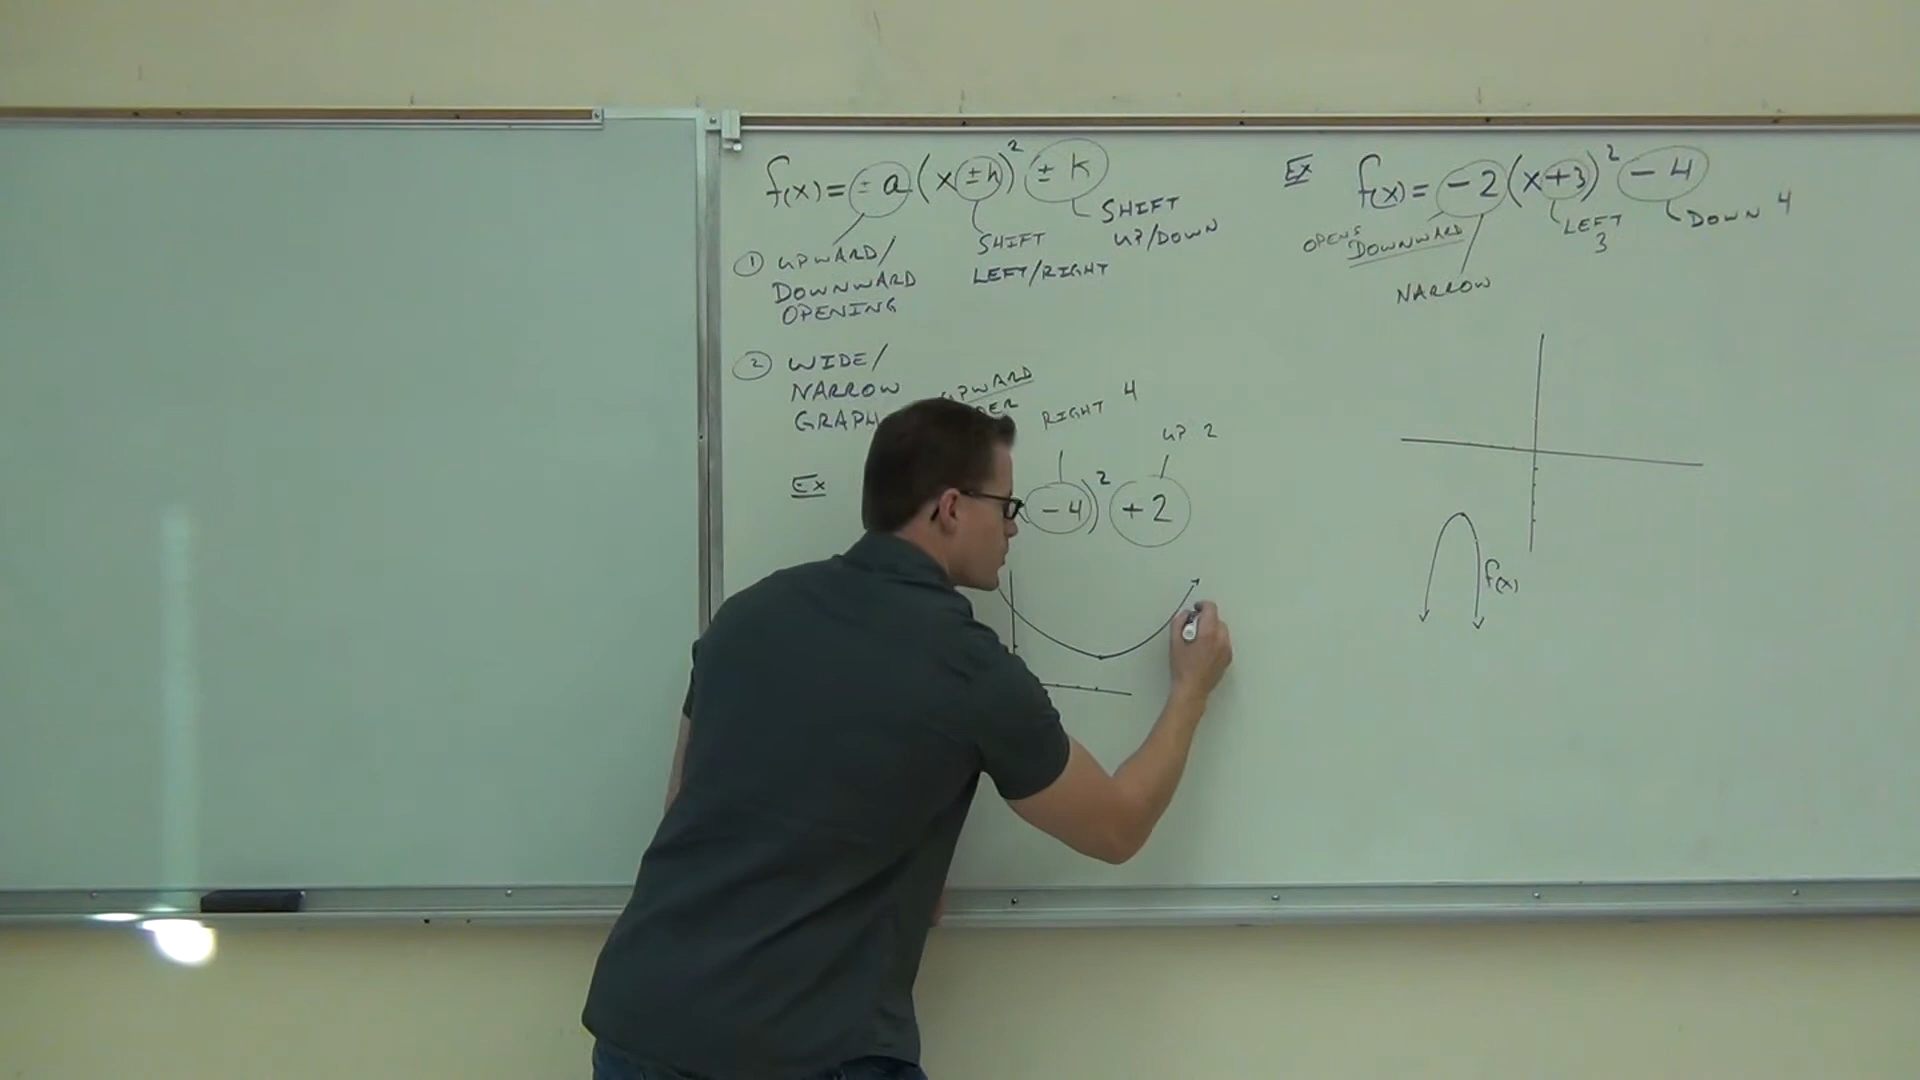 f(x) = ± a (x ± h)² ± k
SHIFT
UP/DOWN
SHIFT
LEFT/RIGHT
① UPWARD/
DOWNWARD
OPENING
② WIDE/
NARROW
GRAPH
UPWARD
RIGHT 4
UP 2
Ex
- 4)² + 2
Ex f(x) = - 2 (x + 3)² - 4
OPENS
DOWNWARD
LEFT
3
DOWN 4
NARROW
f(x)